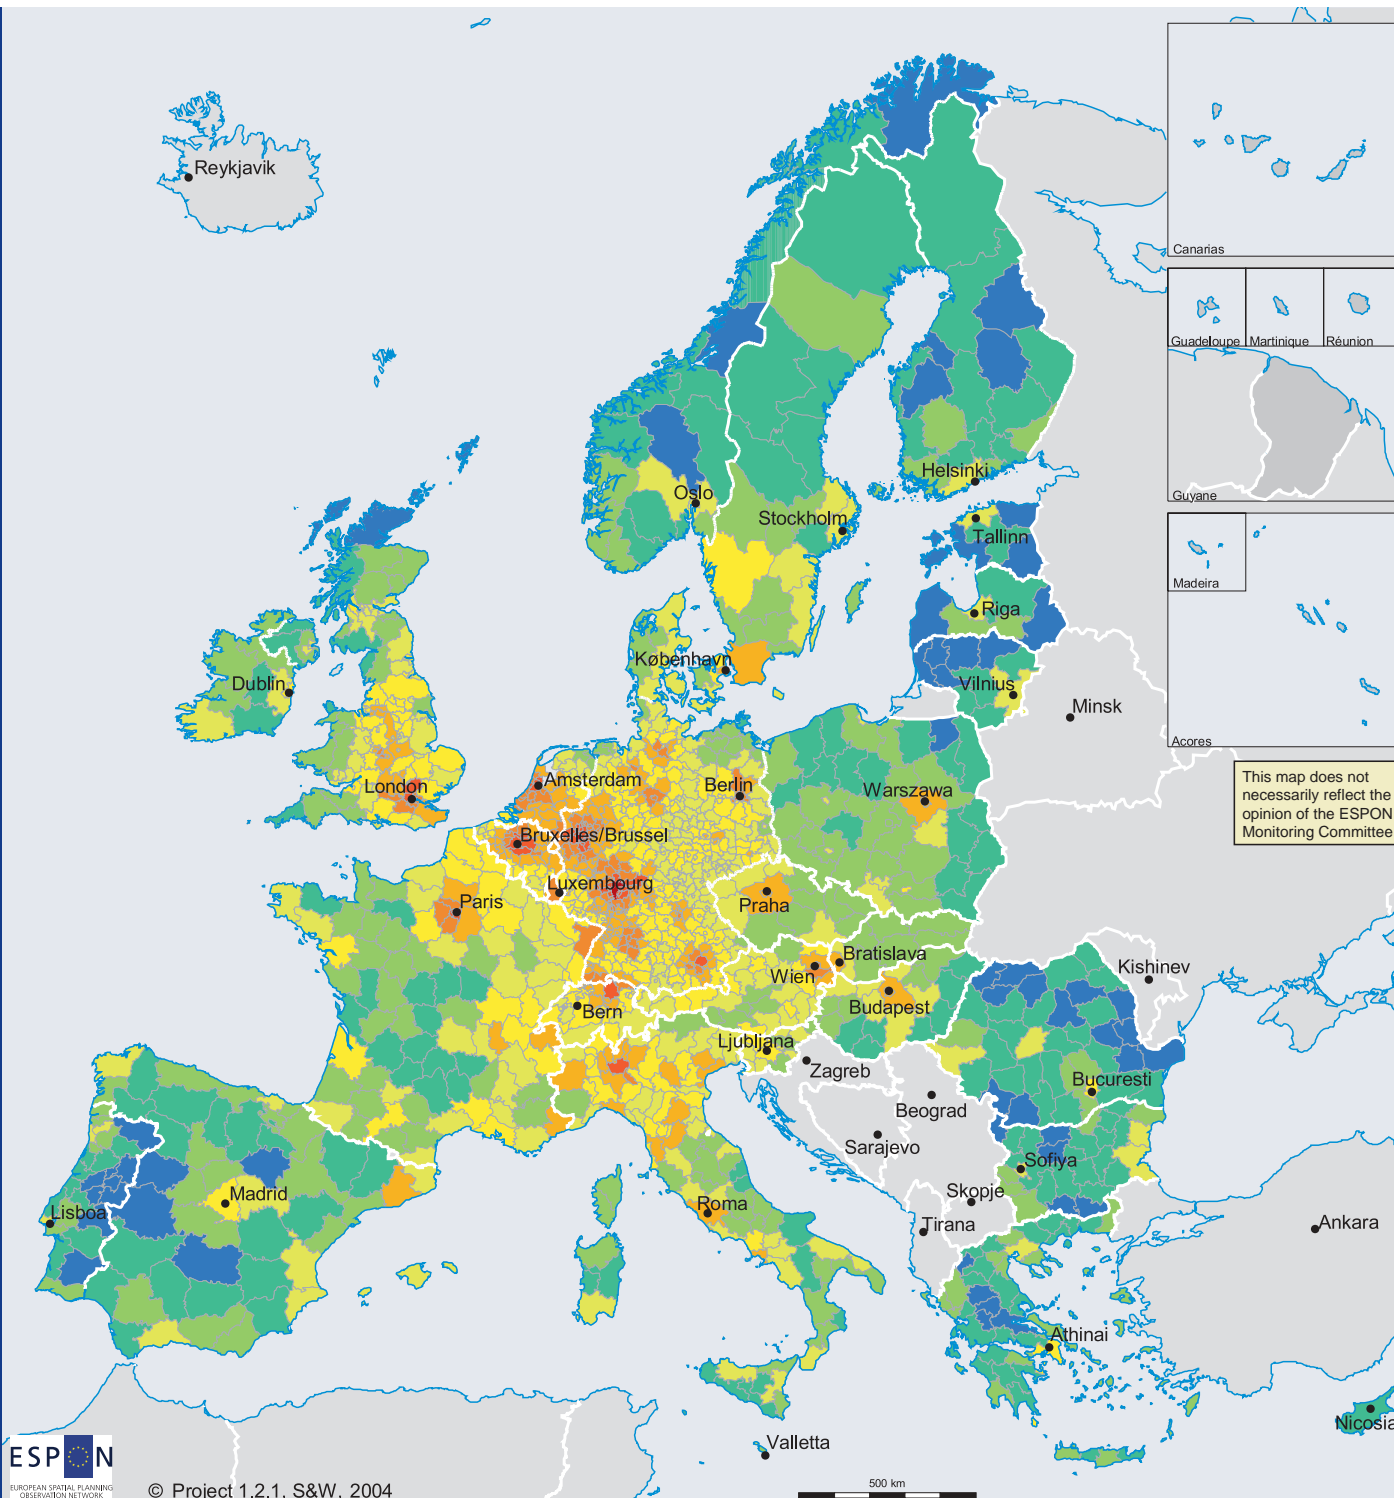 Reykjavik
Canarias
Guadeloupe
Martinique
Réunion
Guyane
Helsinki
Oslo
Stockholm
Tallinn
Madeira
Riga
København
Dublin
Vilnius
Minsk
Acores
This map does not
necessarily reflect the
opinion of the ESPON
Monitoring Committee
Amsterdam
London
Berlin
Warszawa
Bruxelles/Brussel
Luxembourg
Paris
Praha
Bratislava
Wien
Kishinev
Bern
Budapest
Ljubljana
Zagreb
Bucuresti
Beograd
Sarajevo
Sofiya
Madrid
Skopje
Lisboa
Roma
Tirana
Ankara
Athinai
Nicosia
Valletta
ESPON
EUROPEAN SPATIAL PLANNING
OBSERVATION NETWORK
© Project 1.2.1, S&W, 2004
500 km